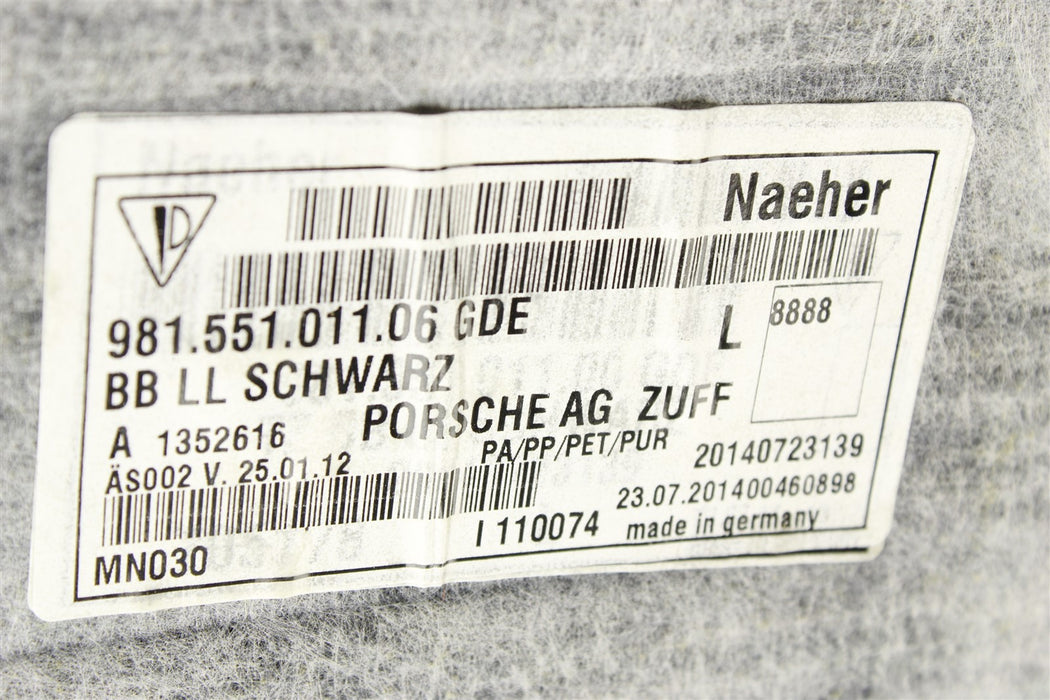 Naeher
981.551.011.06 GDE
L 8888
BB LL SCHWARZ
PORSCHE AG ZUFF
A 1352616
PA/PP/PET/PUR
20140723139
ÄS002 V. 25.01.12
23.07.201400460898
I 110074 made in germany
MN030